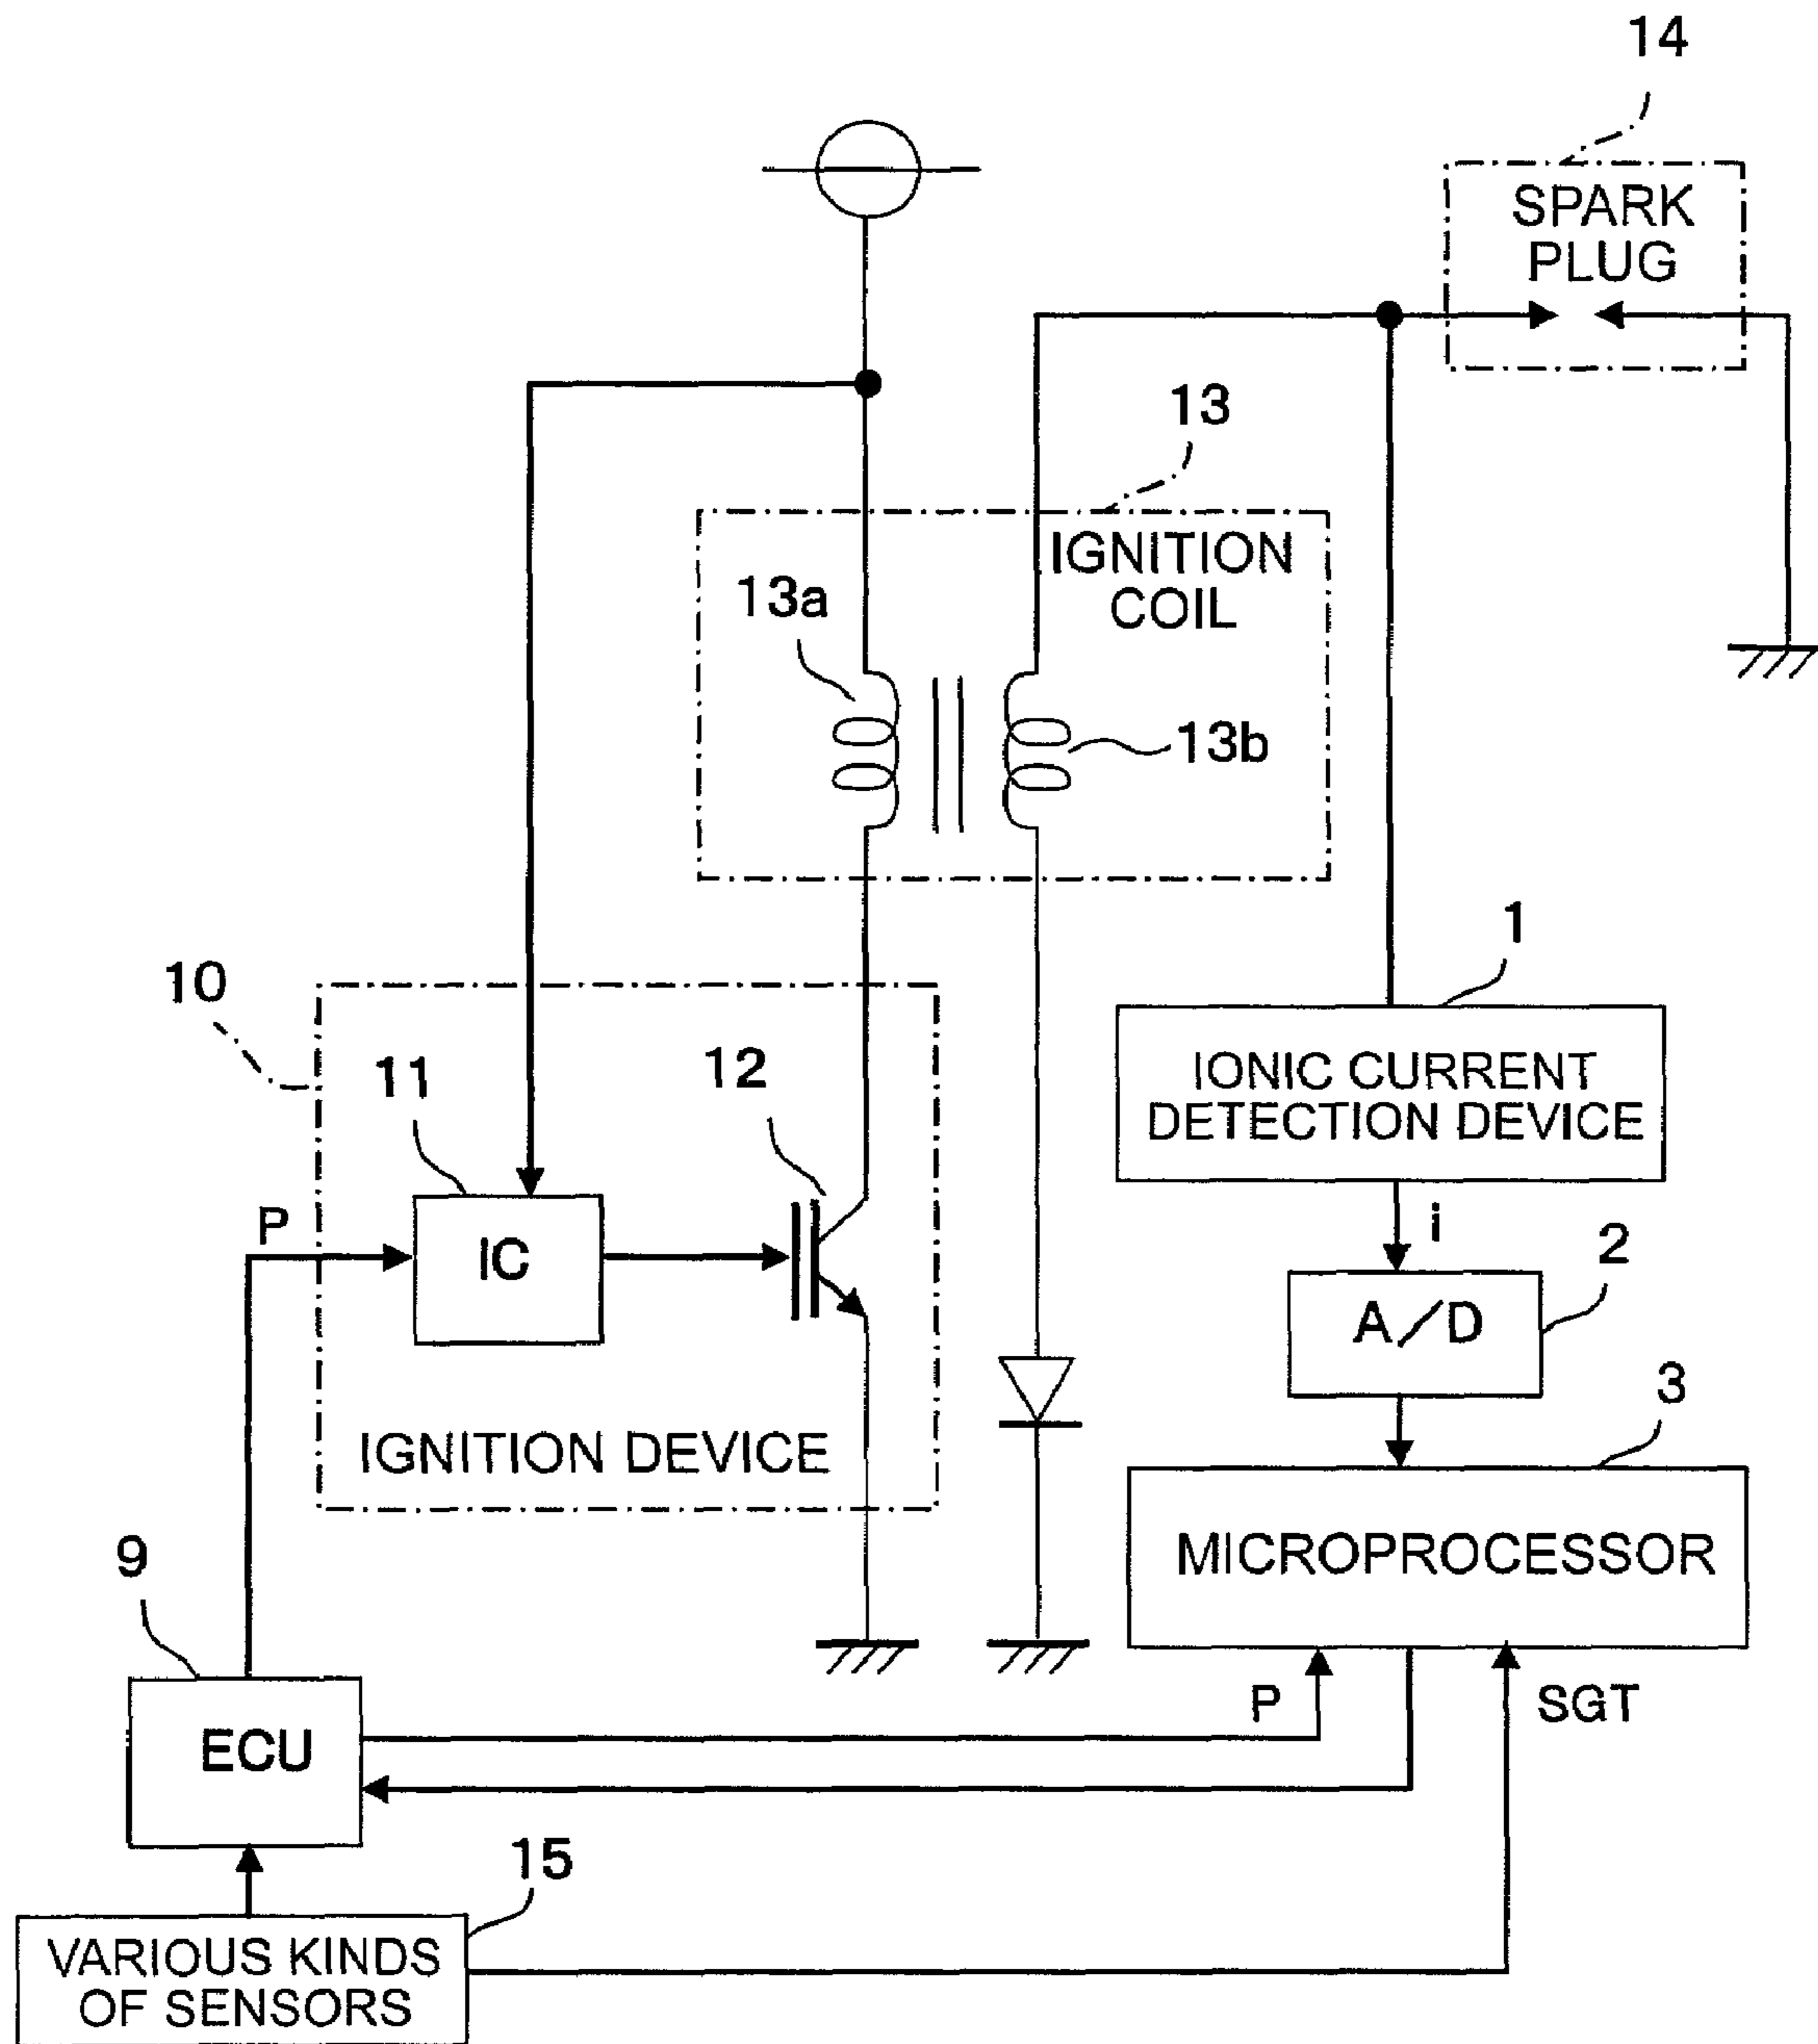 14
SPARK
PLUG
13
IGNITION
COIL
13a
13b
1
10
IONIC CURRENT
DETECTION DEVICE
11
12
P
IC
i
2
A/D
3
IGNITION DEVICE
MICROPROCESSOR
9
P
SGT
ECU
15
VARIOUS KINDS
OF SENSORS